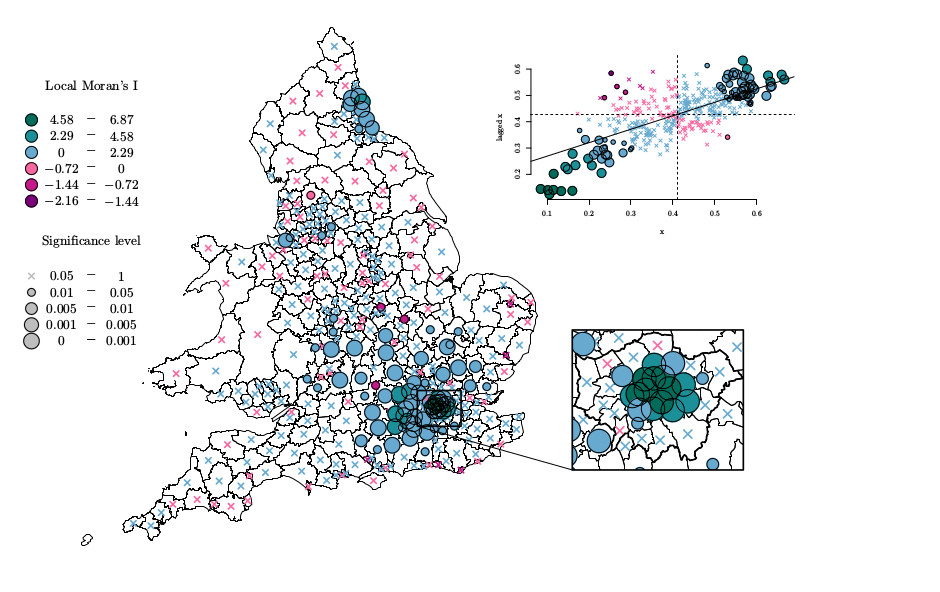 Local Moran's I
4.58 − 6.87
2.29 − 4.58
0 − 2.29
−0.72 − 0
−1.44 − −0.72
−2.16 − −1.44
Significance level
0.05 − 1
0.01 − 0.05
0.005 − 0.01
0.001 − 0.005
0 − 0.001
lagged x
0.6
0.5
0.4
0.3
0.2
0.1 0.2 0.3 0.4 0.5 0.6
x